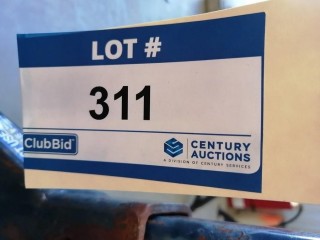 LOT #
311
ClubBid
CENTURY
AUCTIONS
A DIVISION OF CENTURY SERVICES